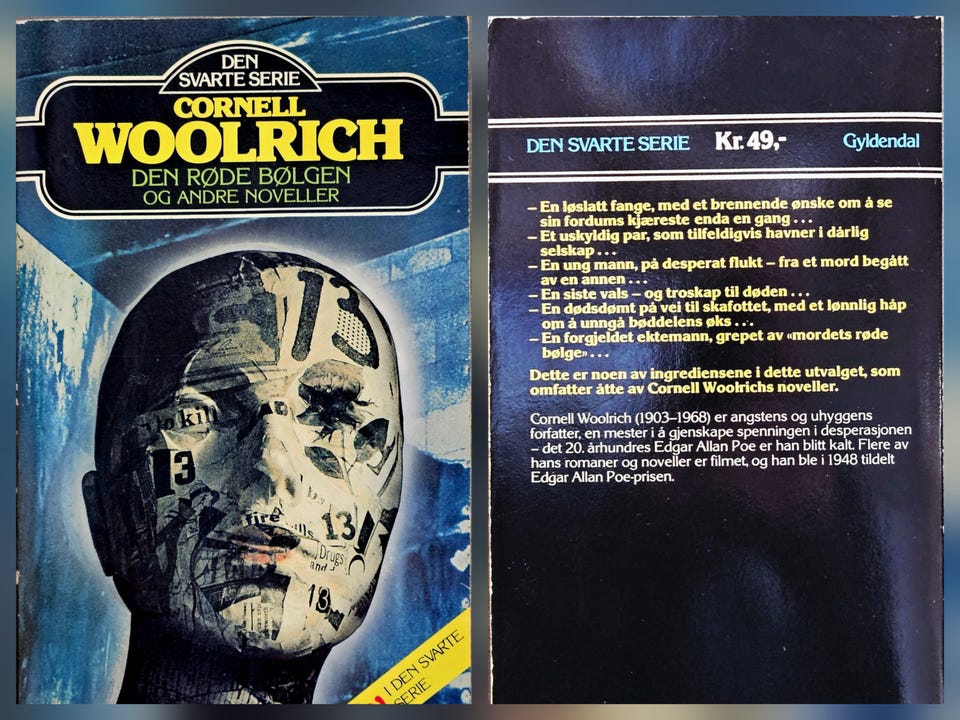 DEN
SVARTE SERIE
CORNELL
WOOLRICH
DEN RØDE BØLGEN
OG ANDRE NOVELLER
13
to kill
13
fire
13
Drugs
and
13
I DEN SVARTE
SERIE
DEN SVARTE SERIE Kr. 49,- Gyldendal
– En løslatt fange, med et brennende ønske om å se
sin fordums kjæreste enda en gang . . .
– Et uskyldig par, som tilfeldigvis havner i dårlig
selskap . . .
– En ung mann, på desperat flukt – fra et mord begått
av en annen . . .
– En siste vals – og troskap til døden . . .
– En dødsdømt på vei til skafottet, med et lønnlig håp
om å unngå bøddelens øks . . .
– En forgjeldet ektemann, grepet av «mordets røde
bølge» . . .
Dette er noen av ingrediensene i dette utvalget, som
omfatter åtte av Cornell Woolrichs noveller.
Cornell Woolrich (1903–1968) er angstens og uhyggens
forfatter, en mester i å gjenskape spenningen i desperasjonen
– det 20. århundres Edgar Allan Poe er han blitt kalt. Flere av
hans romaner og noveller er filmet, og han ble i 1948 tildelt
Edgar Allan Poe-prisen.